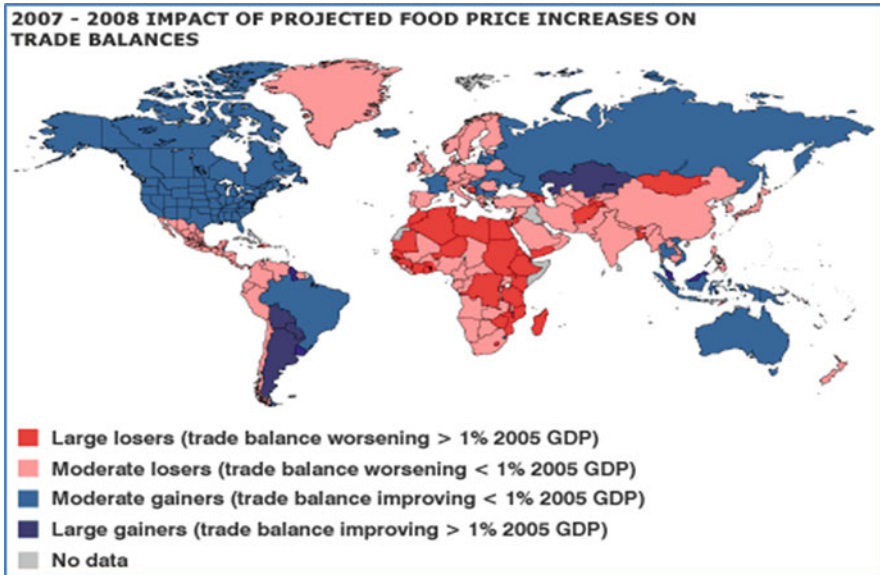 2007 - 2008 IMPACT OF PROJECTED FOOD PRICE INCREASES ON
TRADE BALANCES
Large losers (trade balance worsening > 1% 2005 GDP)
Moderate losers (trade balance worsening < 1% 2005 GDP)
Moderate gainers (trade balance improving < 1% 2005 GDP)
Large gainers (trade balance improving > 1% 2005 GDP)
No data